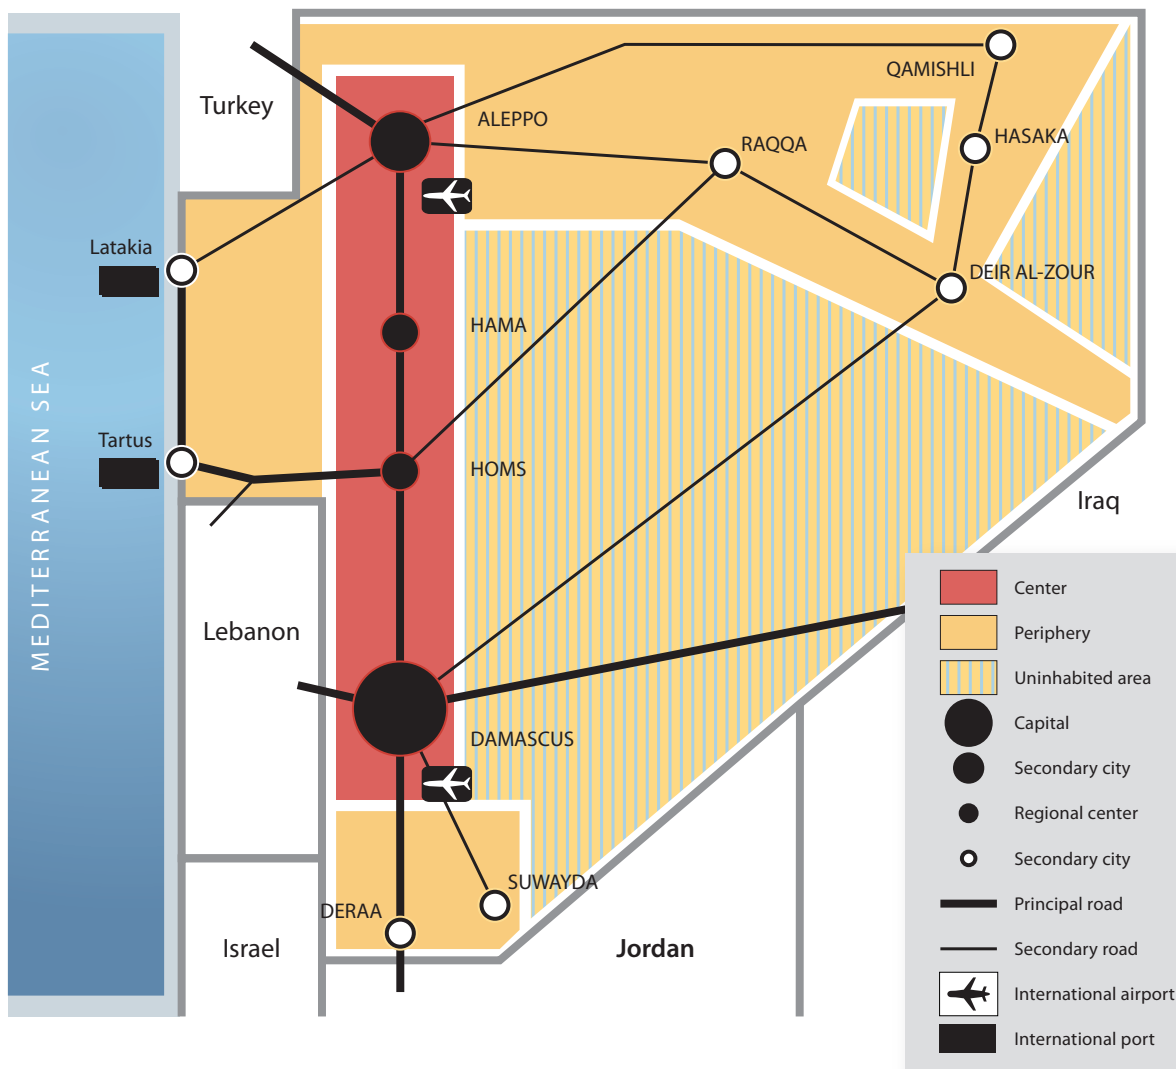 QAMISHLI
Turkey
ALEPPO
RAQQA
HASAKA
Latakia
DEIR AL-ZOUR
HAMA
MEDITERRANEAN SEA
Tartus
HOMS
Iraq
Lebanon
DAMASCUS
SUWAYDA
DERAA
Israel
Jordan
Center
Periphery
Uninhabited area
Capital
Secondary city
Regional center
Secondary city
Principal road
Secondary road
International airport
International port